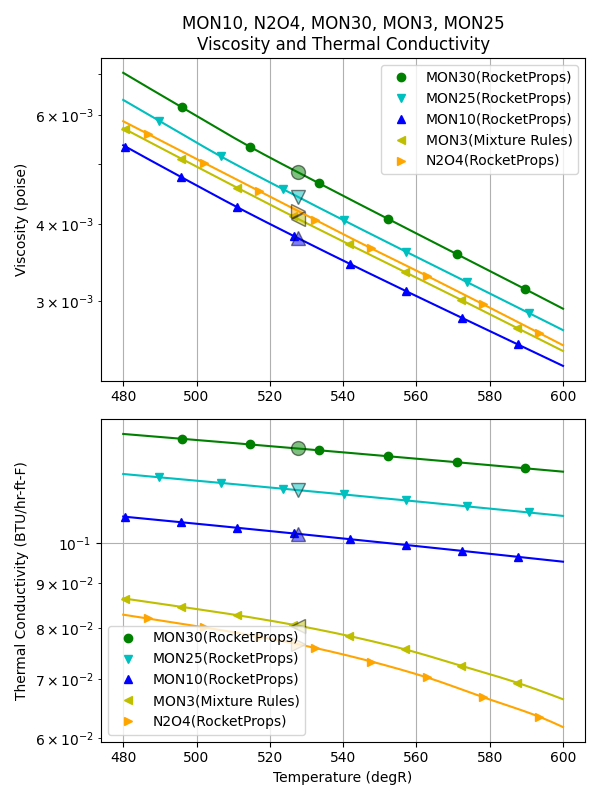 MON10, N2O4, MON30, MON3, MON25
Viscosity and Thermal Conductivity
Viscosity (poise)
6 × 10⁻³
4 × 10⁻³
3 × 10⁻³
MON30(RocketProps)
MON25(RocketProps)
MON10(RocketProps)
MON3(Mixture Rules)
N2O4(RocketProps)
480 500 520 540 560 580 600
Thermal Conductivity (BTU/hr-ft-F)
10⁻¹
9 × 10⁻²
8 × 10⁻²
7 × 10⁻²
6 × 10⁻²
MON30(RocketProps)
MON25(RocketProps)
MON10(RocketProps)
MON3(Mixture Rules)
N2O4(RocketProps)
480 500 520 540 560 580 600
Temperature (degR)